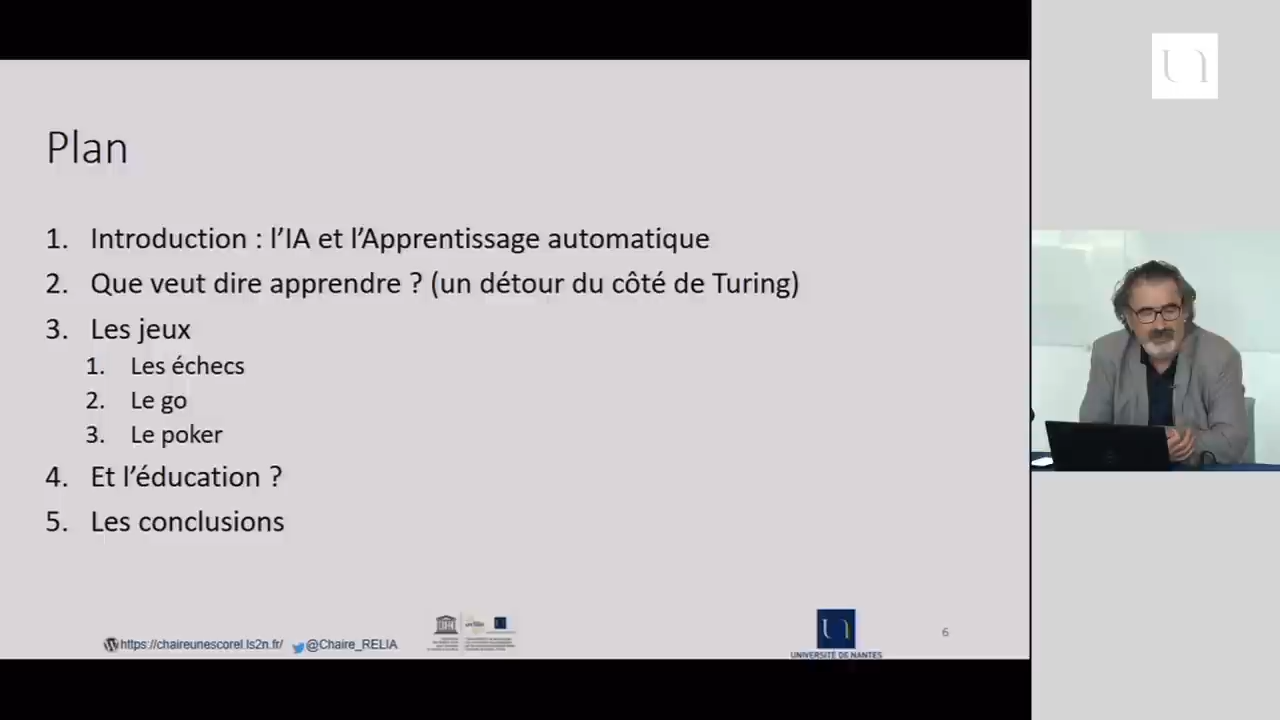 Plan
1. Introduction : l’IA et l’Apprentissage automatique
2. Que veut dire apprendre ? (un détour du côté de Turing)
3. Les jeux
1. Les échecs
2. Le go
3. Le poker
4. Et l’éducation ?
5. Les conclusions
https://chaireunescorel.ls2n.fr/ @Chaire_RELIA
UNIVERSITÉ DE NANTES
6